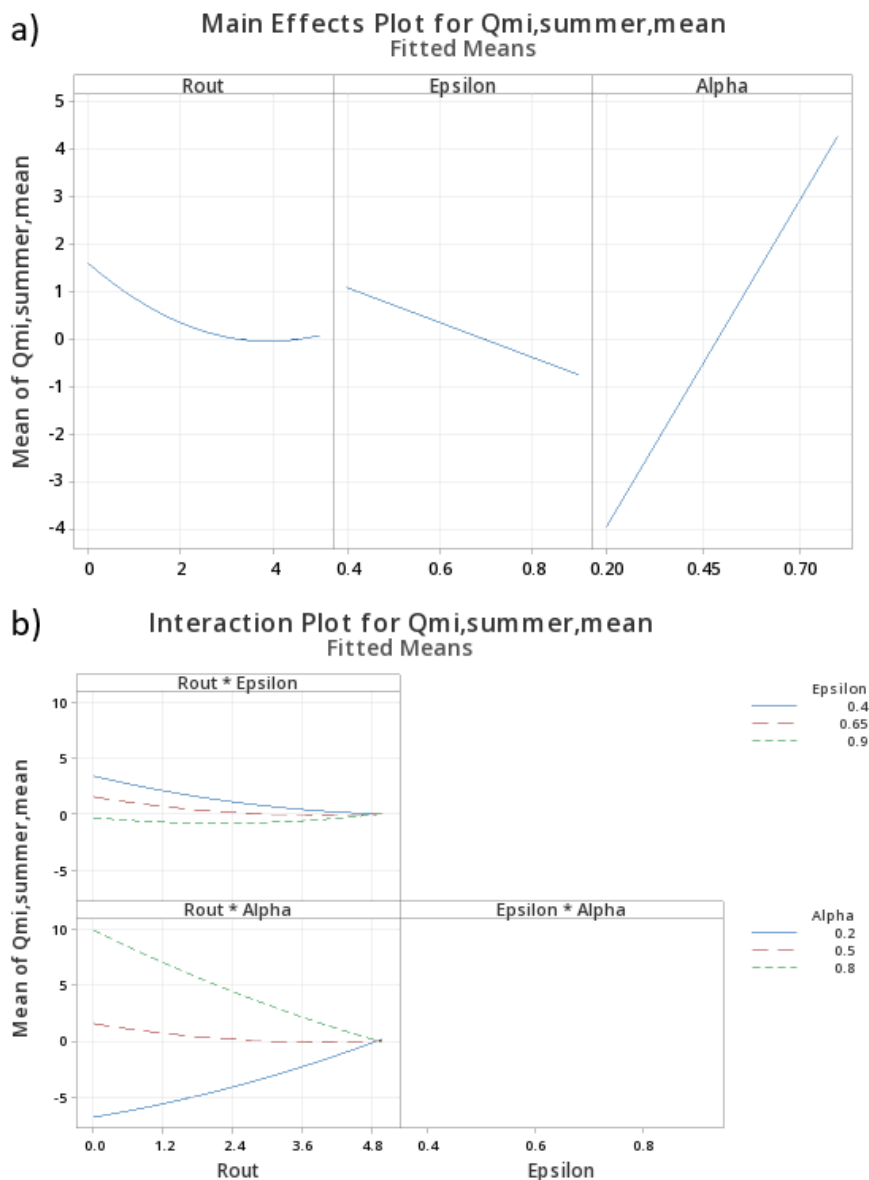 a)
Main Effects Plot for Qmi,summer,mean
Fitted Means
Rout Epsilon Alpha
Mean of Qmi,summer,mean
5
4
3
2
1
0
-1
-2
-3
-4
0 2 4 0.4 0.6 0.8 0.20 0.45 0.70
b)
Interaction Plot for Qmi,summer,mean
Fitted Means
Rout * Epsilon
Mean of Qmi,summer,mean
10
5
0
-5
Epsilon
0.4
0.65
0.9
Rout * Alpha Epsilon * Alpha
10
5
0
-5
Alpha
0.2
0.5
0.8
0.0 1.2 2.4 3.6 4.8 0.4 0.6 0.8
Rout Epsilon